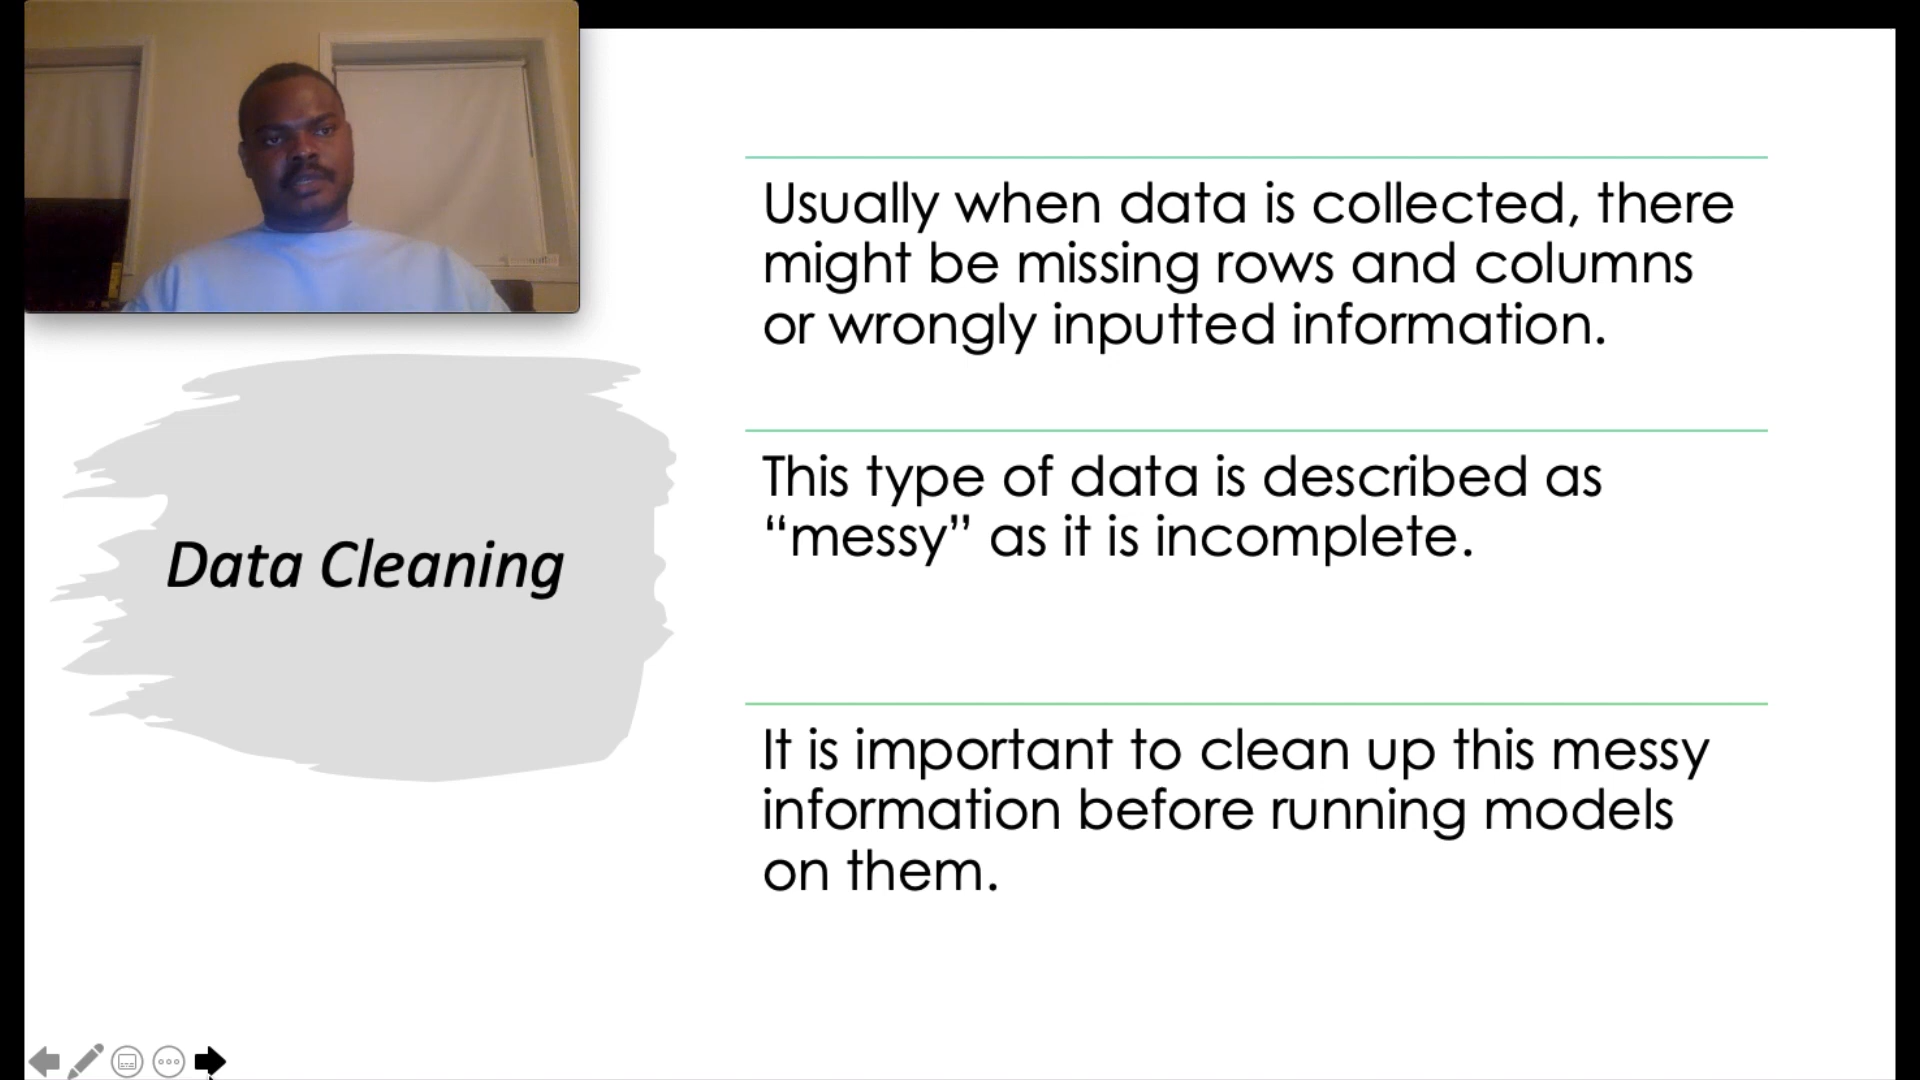 Data Cleaning
Usually when data is collected, there
might be missing rows and columns
or wrongly inputted information.
This type of data is described as
“messy” as it is incomplete.
It is important to clean up this messy
information before running models
on them.